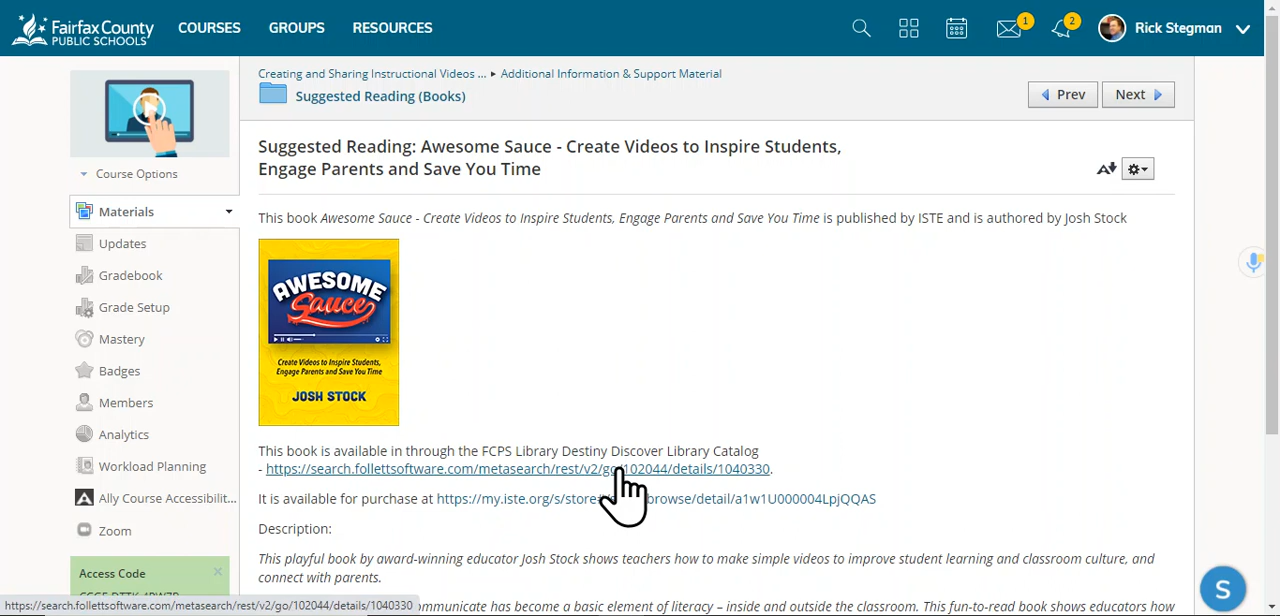 Fairfax County
PUBLIC SCHOOLS
COURSES
GROUPS
RESOURCES
1
2
Rick Stegman
Creating and Sharing Instructional Videos ... ▸ Additional Information & Support Material
Suggested Reading (Books)
Prev
Next
Course Options
Materials
Updates
Gradebook
Grade Setup
Mastery
Badges
Members
Analytics
Workload Planning
Ally Course Accessibilit...
Zoom
Access Code
Suggested Reading: Awesome Sauce - Create Videos to Inspire Students,
Engage Parents and Save You Time
This book Awesome Sauce - Create Videos to Inspire Students, Engage Parents and Save You Time is published by ISTE and is authored by Josh Stock
AWESOME
Sauce
Create Videos to Inspire Students,
Engage Parents and Save You Time
JOSH STOCK
This book is available in through the FCPS Library Destiny Discover Library Catalog
- https://search.follettsoftware.com/metasearch/rest/v2/go/102044/details/1040330.
It is available for purchase at https://my.iste.org/s/store browse/detail/a1w1U000004LpjQQAS
Description:
This playful book by award-winning educator Josh Stock shows teachers how to make simple videos to improve student learning and classroom culture, and
connect with parents.
communicate has become a basic element of literacy – inside and outside the classroom. This fun-to-read book shows educators how
https://search.follettsoftware.com/metasearch/rest/v2/go/102044/details/1040330
S